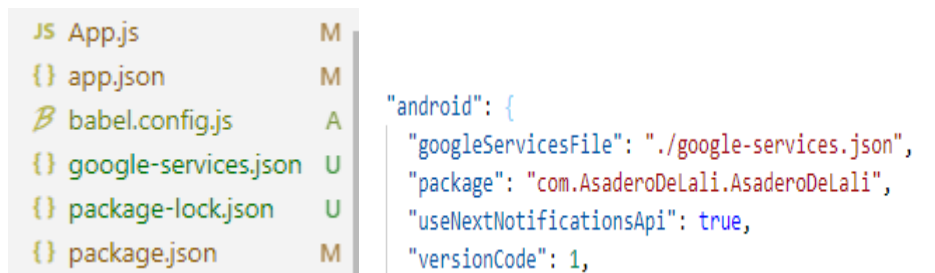 JS App.js M
{} app.json M
B babel.config.js A
{} google-services.json U
{} package-lock.json U
{} package.json M
"android": {
"googleServicesFile": "./google-services.json",
"package": "com.AsaderoDeLali.AsaderoDeLali",
"useNextNotificationsApi": true,
"versionCode": 1,